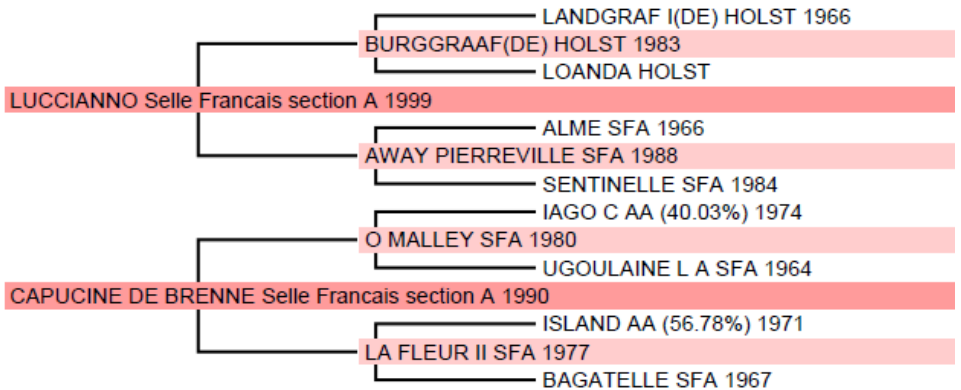 LANDGRAF I(DE) HOLST 1966
BURGGRAAF(DE) HOLST 1983
LOANDA HOLST
LUCCIANNO Selle Francais section A 1999
ALME SFA 1966
AWAY PIERREVILLE SFA 1988
SENTINELLE SFA 1984
IAGO C AA (40.03%) 1974
O MALLEY SFA 1980
UGOULAINE L A SFA 1964
CAPUCINE DE BRENNE Selle Francais section A 1990
ISLAND AA (56.78%) 1971
LA FLEUR II SFA 1977
BAGATELLE SFA 1967